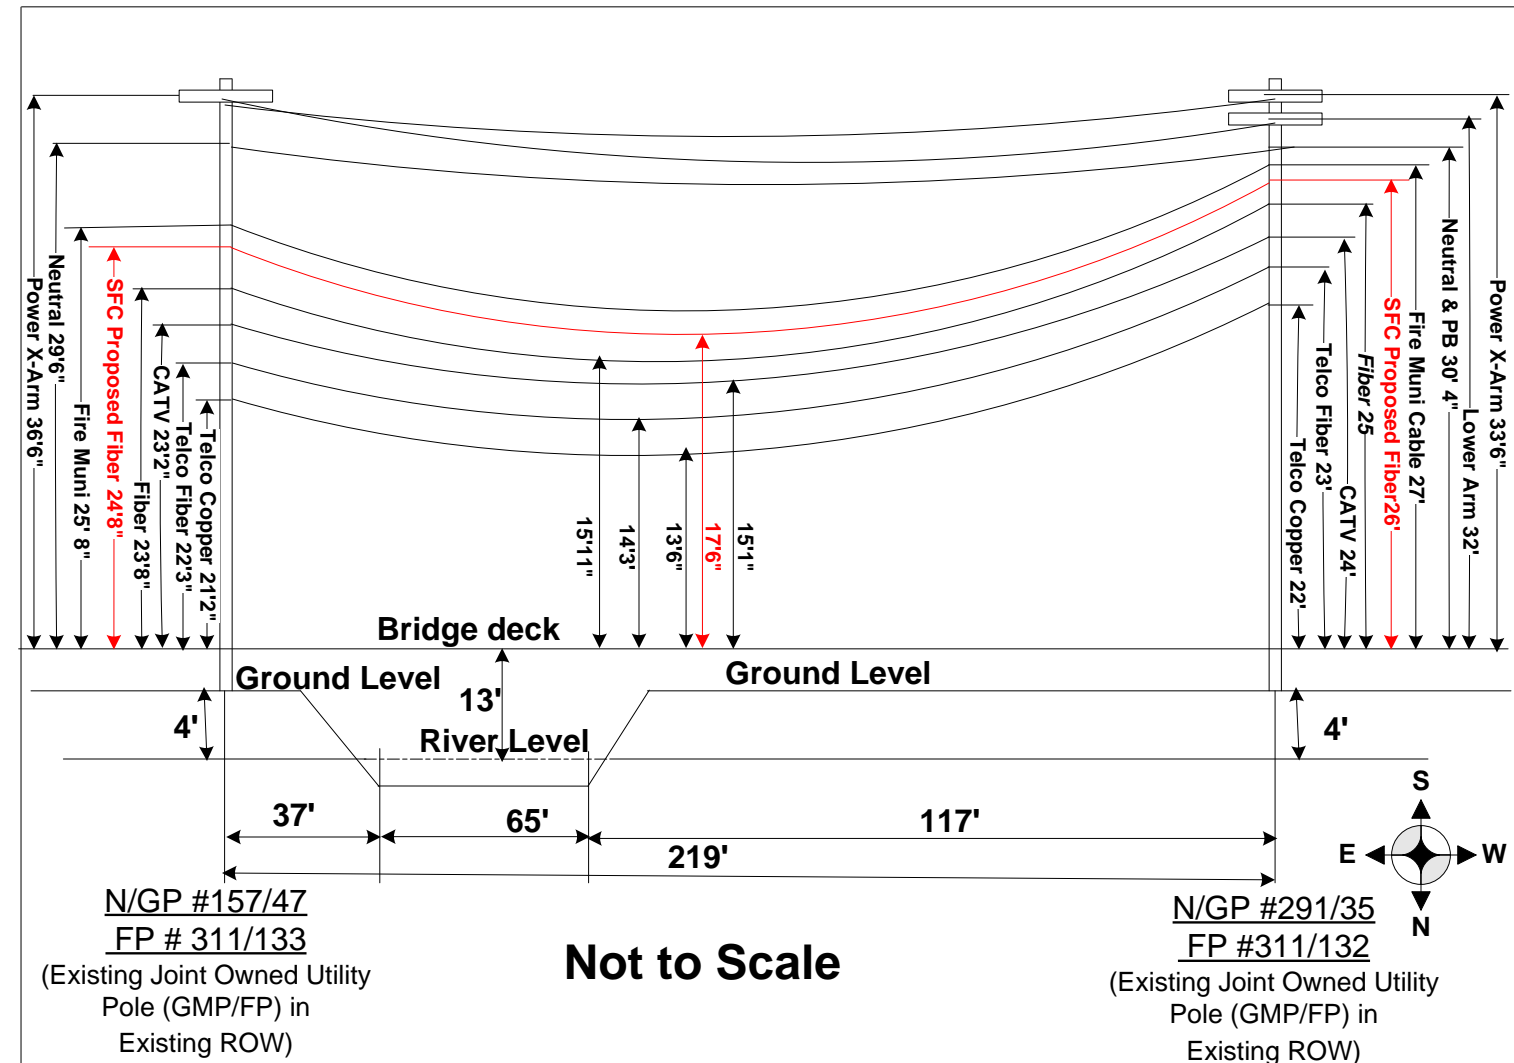 Power X-Arm 36'6"
Neutral 29'6"
Fire Muni 25' 8"
SFC Proposed Fiber 24'8"
Fiber 23'8"
CATV 23'2"
Telco Fiber 22'3"
Telco Copper 21'2"
15'11"
14'3'
13'6"
17'6"
15'1"
Telco Copper 22'
Telco Fiber 23'
CATV 24'
Fiber 25
SFC Proposed Fiber26'
Fire Muni Cable 27'
Neutral & PB 30' 4"
Lower Arm 32'
Power X-Arm 33'6"
Bridge deck
Ground Level
Ground Level
13'
4'
River Level
4'
37'
65'
117'
219'
S
E
W
N
N/GP #157/47
FP # 311/133
(Existing Joint Owned Utility
Pole (GMP/FP) in
Existing ROW)
Not to Scale
N/GP #291/35
FP #311/132
(Existing Joint Owned Utility
Pole (GMP/FP) in
Existing ROW)